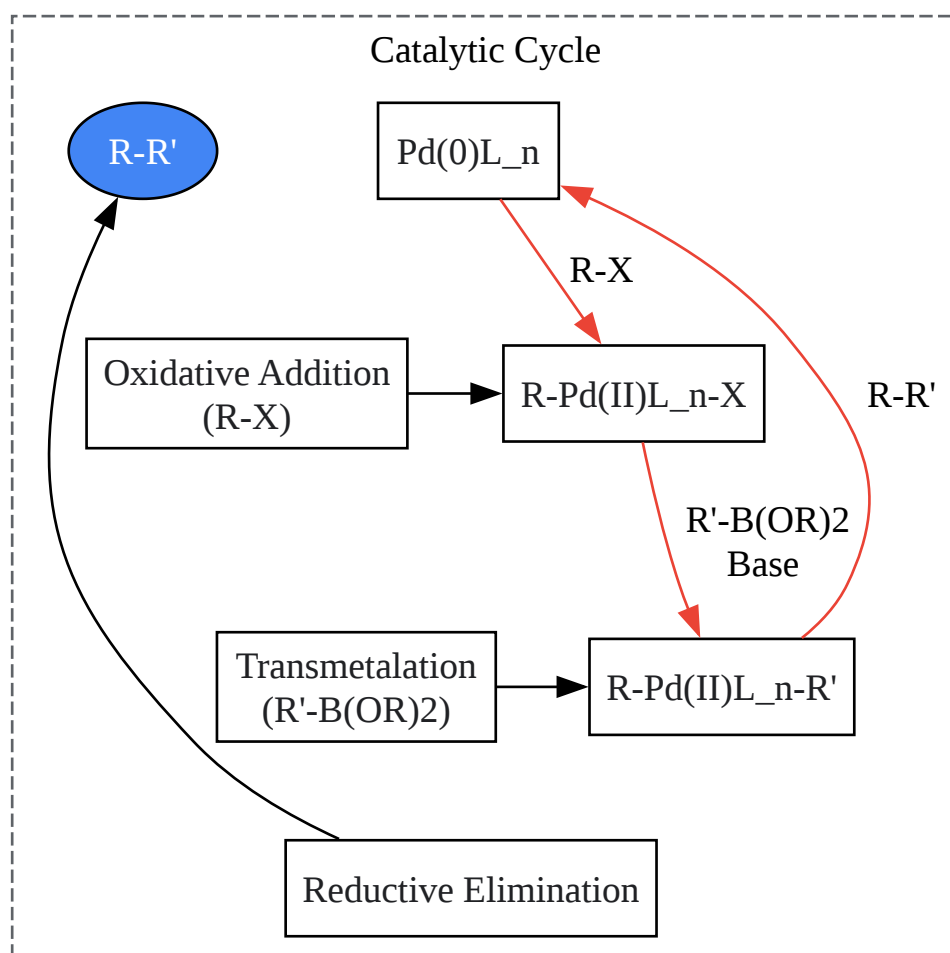 Catalytic Cycle
R-R'
Pd(0)L_n
R-X
Oxidative Addition
(R-X)
R-Pd(II)L_n-X
R-R'
R'-B(OR)2
Base
Transmetalation
(R'-B(OR)2)
R-Pd(II)L_n-R'
Reductive Elimination